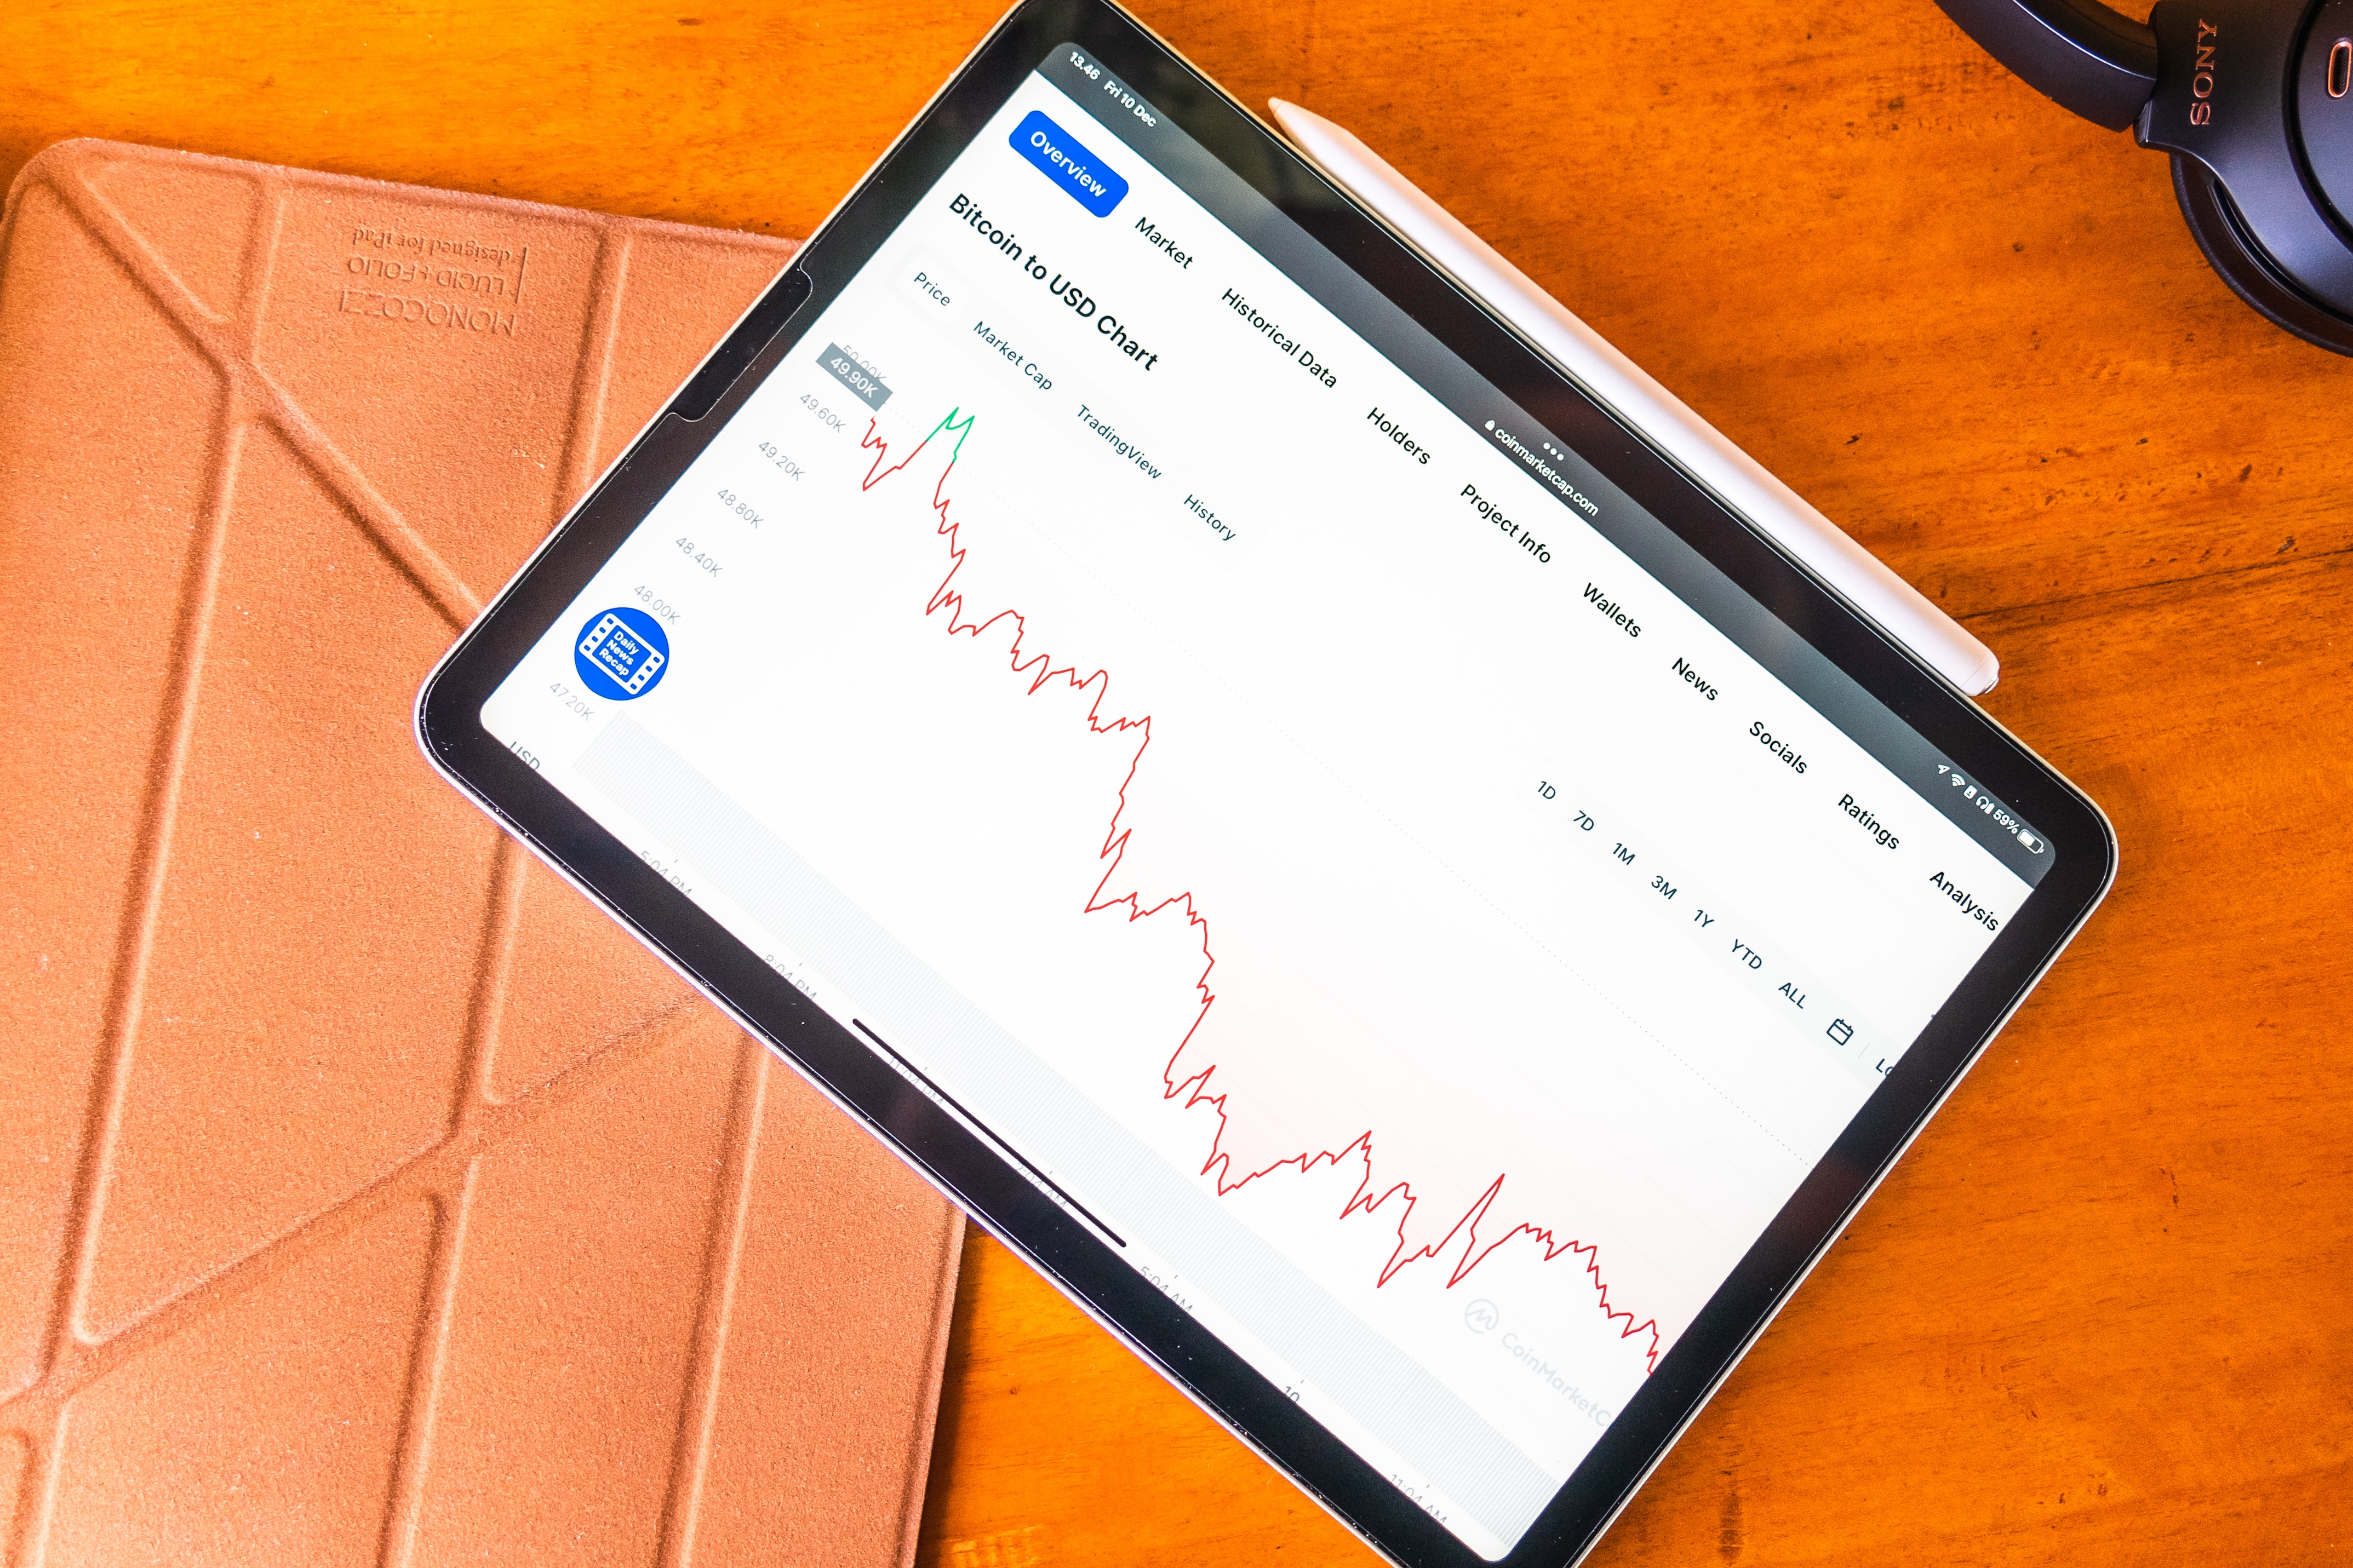 13.46 Fri 10 Dec
coinmarketcap.com
59%
Overview
Market
Historical Data
Holders
Project Info
Wallets
News
Socials
Ratings
Analysis
Bitcoin to USD Chart
Price
Market Cap
TradingView
History
1D
7D
1M
3M
1Y
YTD
ALL
50.00K
49.90K
49.60K
49.20K
48.80K
48.40K
48.00K
47.20K
Daily
News
Recap
USD
5:04 PM
8:04 PM
5:04 AM
10
11:04 AM
MONOCOZZI
LUCID+FOLIO
designed for iPad
SONY